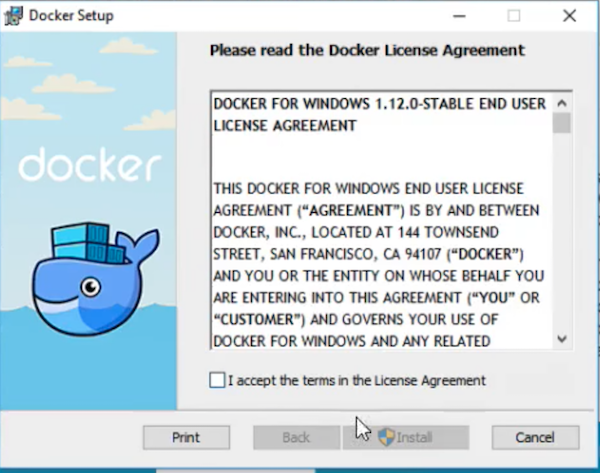 Docker Setup
Please read the Docker License Agreement
DOCKER FOR WINDOWS 1.12.0-STABLE END USER
LICENSE AGREEMENT
docker
THIS DOCKER FOR WINDOWS END USER LICENSE
AGREEMENT (“AGREEMENT”) IS BY AND BETWEEN
DOCKER, INC., LOCATED AT 144 TOWNSEND
STREET, SAN FRANCISCO, CA 94107 (“DOCKER”)
AND YOU OR THE ENTITY ON WHOSE BEHALF YOU
ARE ENTERING INTO THIS AGREEMENT (“YOU” OR
“CUSTOMER”) AND GOVERNS YOUR USE OF
DOCKER FOR WINDOWS AND ANY RELATED
I accept the terms in the License Agreement
Print
Back
Install
Cancel